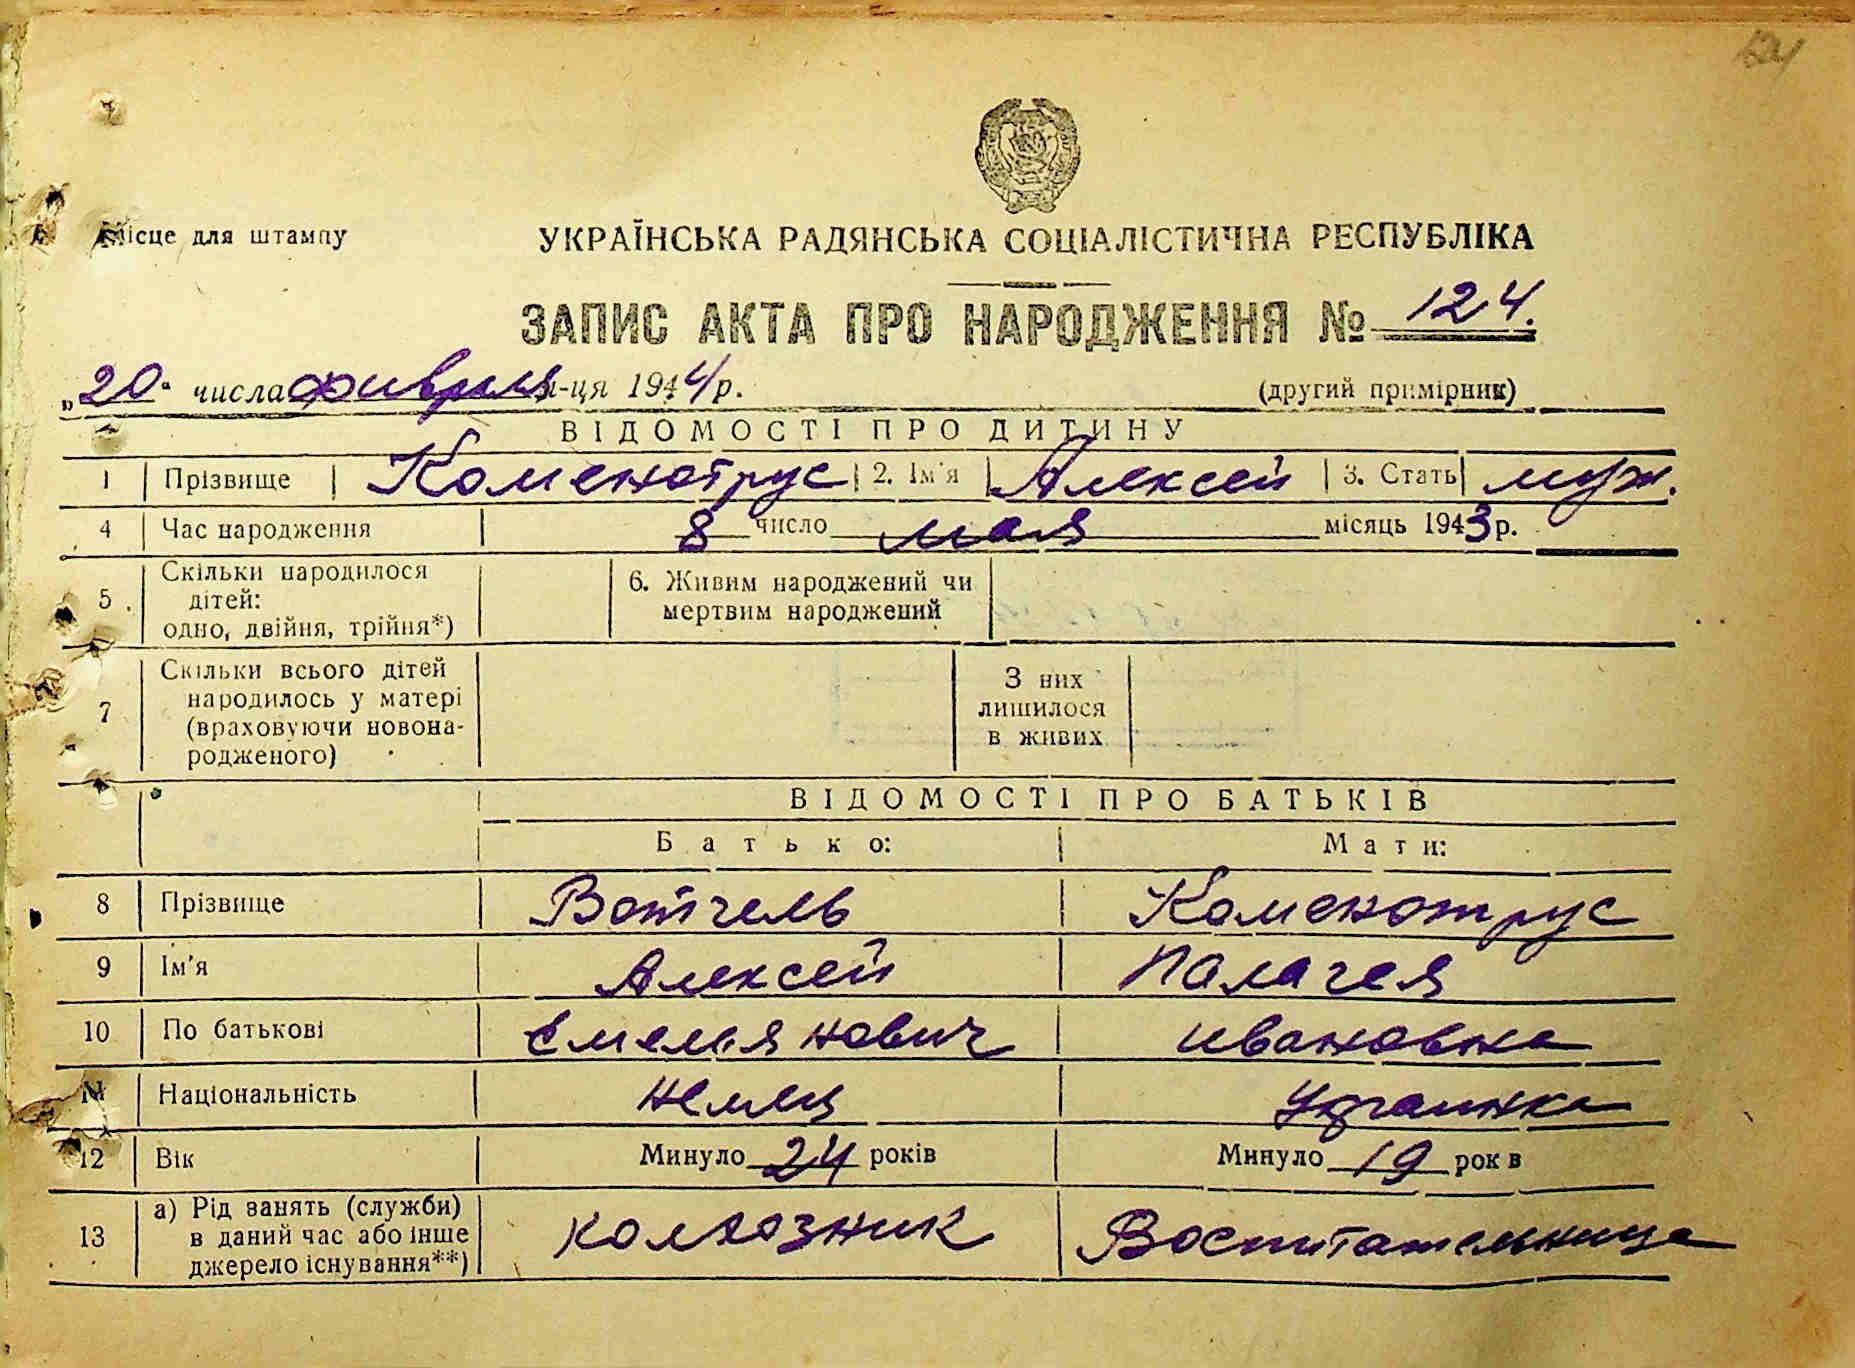 Місце для штампу
УКРАЇНСЬКА РАДЯНСЬКА СОЦІАЛІСТИЧНА РЕСПУБЛІКА
ЗАПИС АКТА ПРО НАРОДЖЕННЯ № 124.
„20“ числа февраля м-ця 1944 р.
(другий примірник)
ВІДОМОСТІ ПРО ДИТИНУ
1 Прізвище Коменотрус 2. Ім'я Алексей 3. Стать муж.
4 Час народження 8 число мая місяць 1943 р.
5 Скільки народилося дітей: одно, двійня, трійня*) 6. Живим народжений чи мертвим народжений
7 Скільки всього дітей народилось у матері (враховуючи новонародженого) З них лишилося в живих
ВІДОМОСТІ ПРО БАТЬКІВ
Батько: Мати:
8 Прізвище Вотчель Коменотрус
9 Ім'я Алексей Палагея
10 По батькові Емельянович Ивановна
11 Національність Немец Украинка
12 Вік Минуло 24 років Минуло 19 років
13 а) Рід занять (служби) в даний час або інше джерело існування**) колхозник Воспитательница